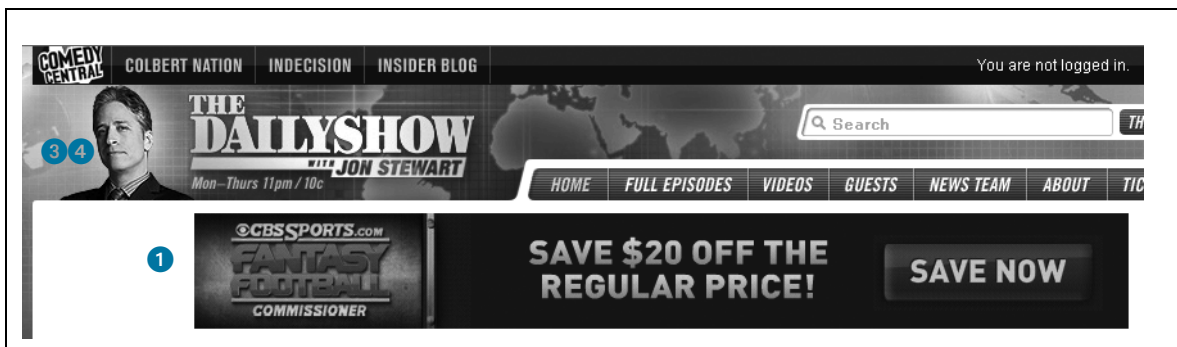 COMEDY CENTRAL COLBERT NATION INDECISION INSIDER BLOG You are not logged in.
THE DAILY SHOW
WITH JON STEWART
Mon–Thurs 11pm / 10c
Search
3 4
HOME FULL EPISODES VIDEOS GUESTS NEWS TEAM ABOUT
1
CBSSPORTS.COM
FANTASY
FOOTBALL
COMMISSIONER
SAVE $20 OFF THE
REGULAR PRICE!
SAVE NOW